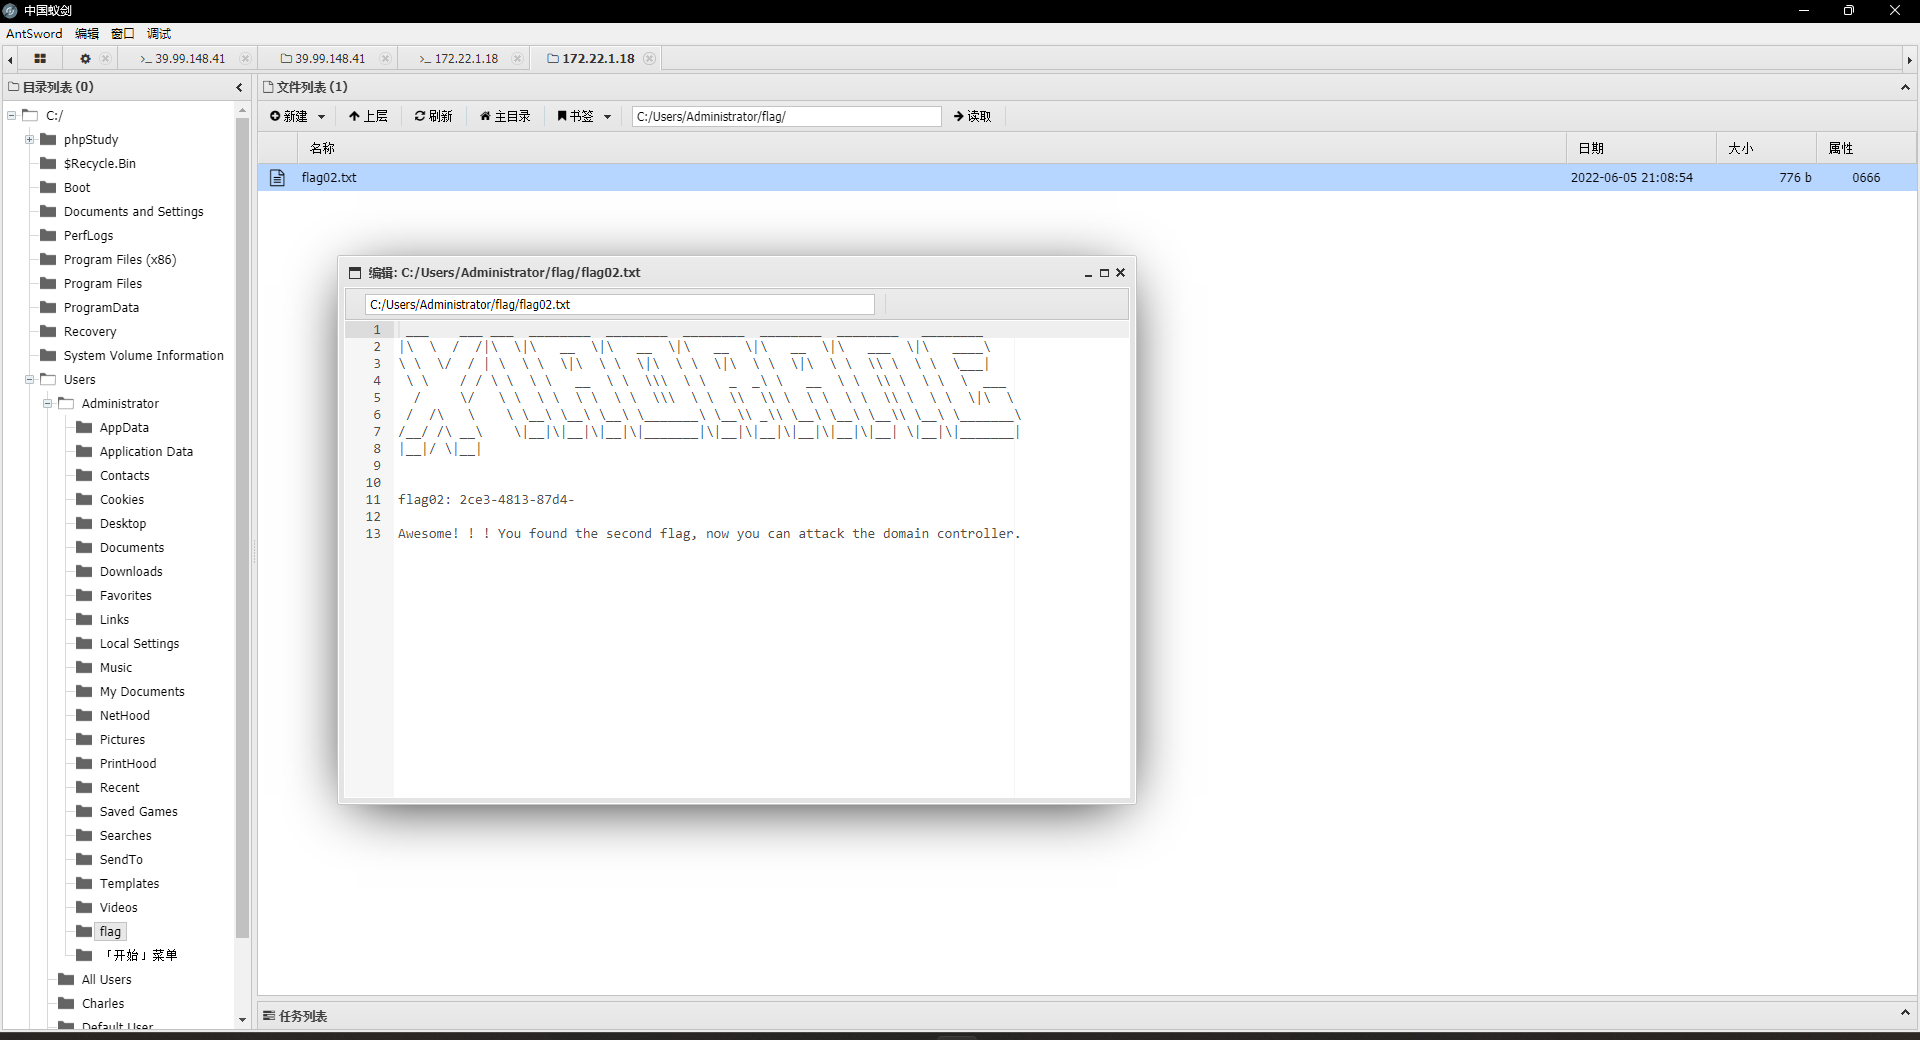 中国蚁剑
AntSword 编辑 窗口 调试
>_ 39.99.148.41 39.99.148.41 >_ 172.22.1.18 172.22.1.18
目录列表 (0)
文件列表 (1)
新建 上层 刷新 主目录 书签 C:/Users/Administrator/flag/ 读取
名称 日期 大小 属性
flag02.txt 2022-06-05 21:08:54 776 b 0666
C:/
phpStudy
$Recycle.Bin
Boot
Documents and Settings
PerfLogs
Program Files (x86)
Program Files
ProgramData
Recovery
System Volume Information
Users
Administrator
AppData
Application Data
Contacts
Cookies
Desktop
Documents
Downloads
Favorites
Links
Local Settings
Music
My Documents
NetHood
Pictures
PrintHood
Recent
Saved Games
Searches
SendTo
Templates
Videos
flag
「开始」菜单
All Users
Charles
Default User
编辑: C:/Users/Administrator/flag/flag02.txt
C:/Users/Administrator/flag/flag02.txt
1
2
3
4
5
6
7
8
9
10
11 flag02: 2ce3-4813-87d4-
12
13 Awesome! ! ! You found the second flag, now you can attack the domain controller.
任务列表